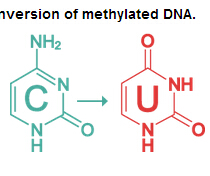 nversion of methylated DNA.
NH₂ O
C N → U NH
N O N O
H H